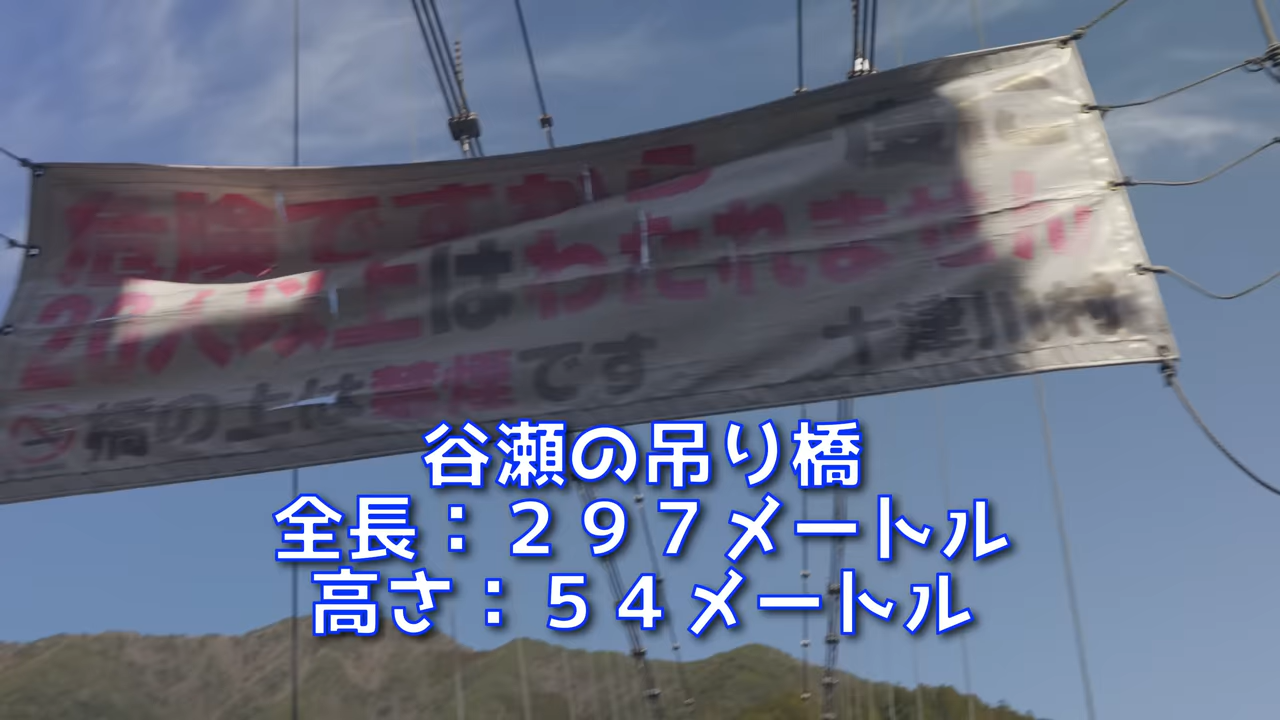 危険ですから
20人以上はわたれません
橋の上は禁煙です 十津川村
谷瀬の吊り橋
全長：２９７メートル
高さ：５４メートル